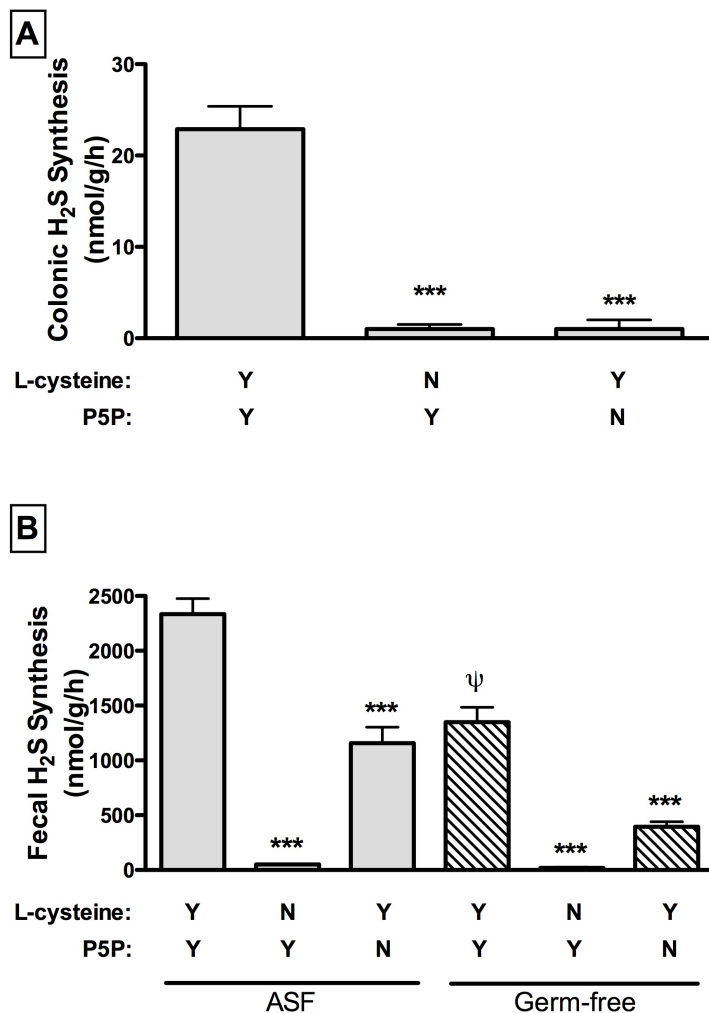 A
Colonic H2S Synthesis
(nmol/g/h)
30
20
10
0
***
***
L-cysteine: Y N Y
P5P: Y Y N
B
Fecal H2S Synthesis
(nmol/g/h)
2500
2000
1500
1000
500
0
***
***
ψ
***
***
L-cysteine: Y N Y Y N Y
P5P: Y Y N Y Y N
ASF Germ-free